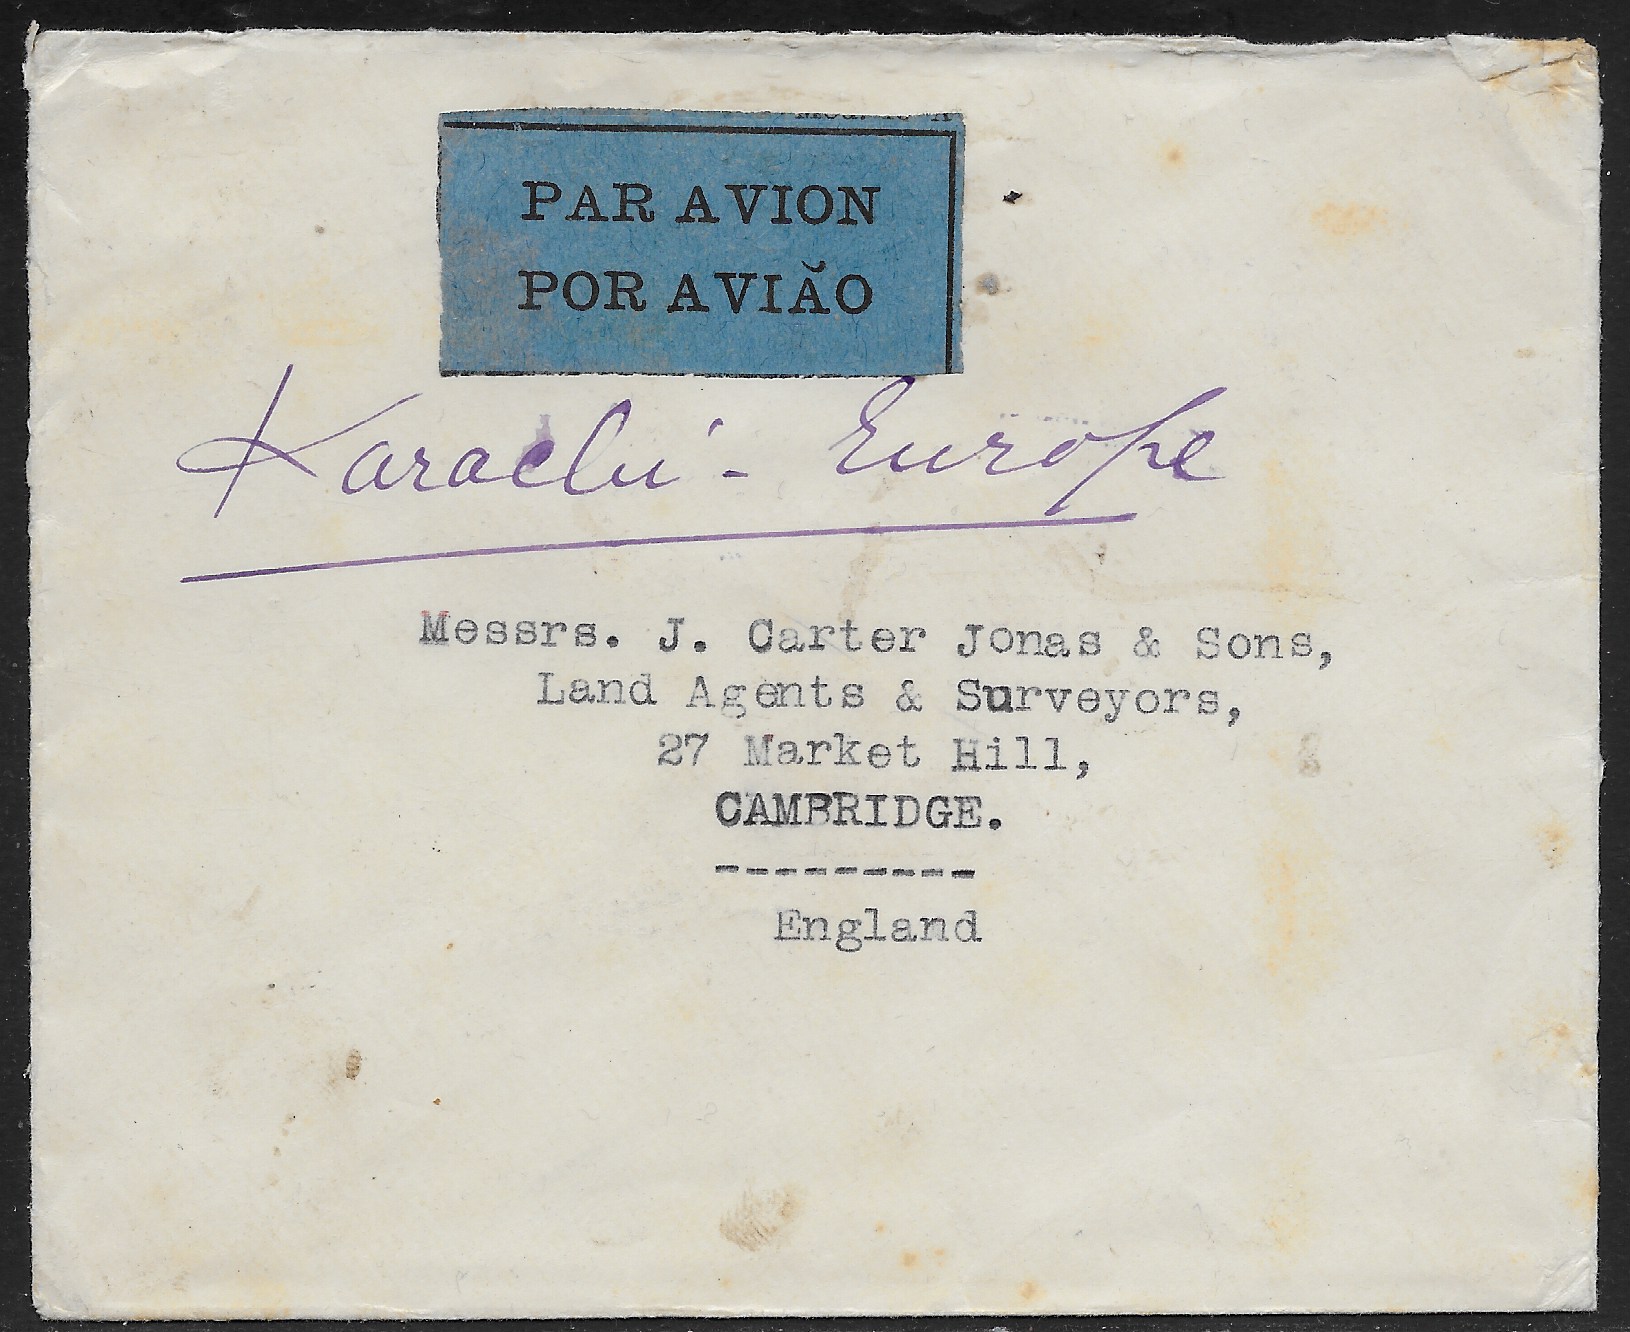 PAR AVION
POR AVIÃO
Karachi - Europe
Messrs. J. Carter Jonas & Sons,
Land Agents & Surveyors,
27 Market Hill,
CAMBRIDGE.
---------
England